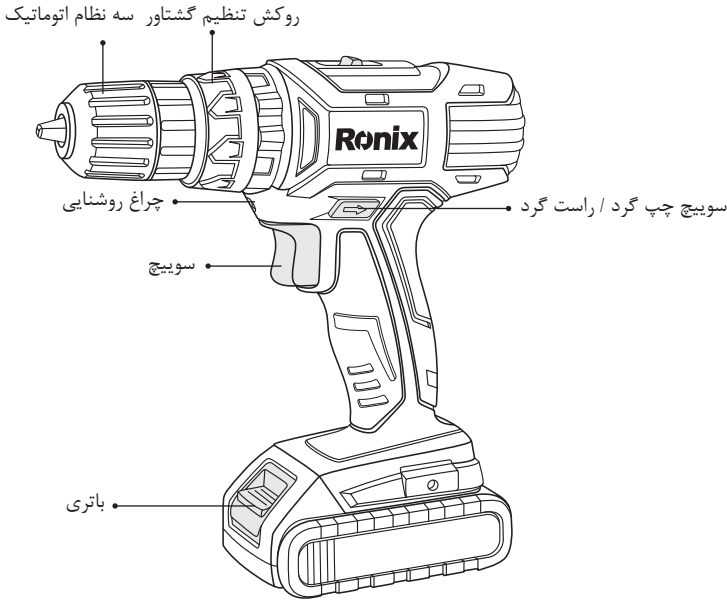 سه نظام اتوماتیک
روکش تنظیم گشتاور
Ronix
چراغ روشنایی
سوییچ چپ گرد / راست گرد
سوییچ
باتری